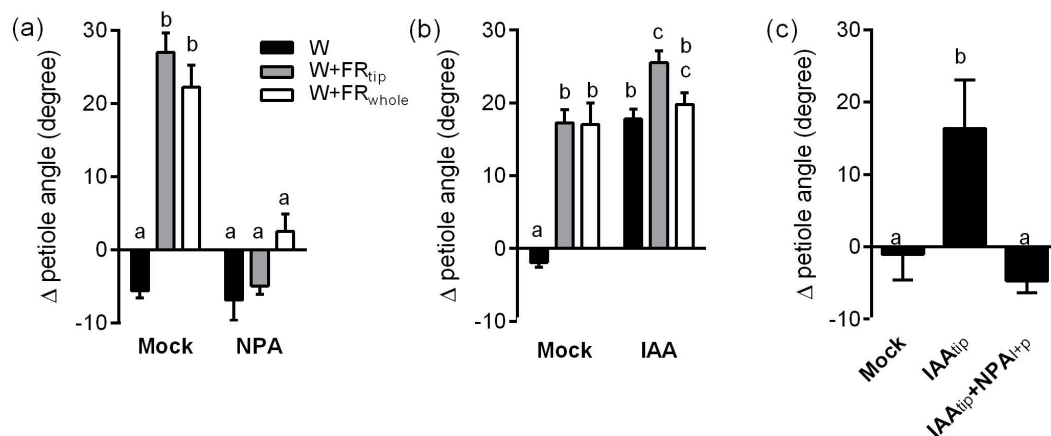 (a)
Δ petiole angle (degree)
30
20
10
0
-10
b
b
a
a
a
a
W
W+FRtip
W+FRwhole
Mock NPA
(b)
Δ petiole angle (degree)
30
20
10
0
-10
a
b
b
b
c
b
c
Mock IAA
(c)
Δ petiole angle (degree)
30
20
10
0
-10
a
b
a
Mock
IAAtip
IAAtip+NPAl+p